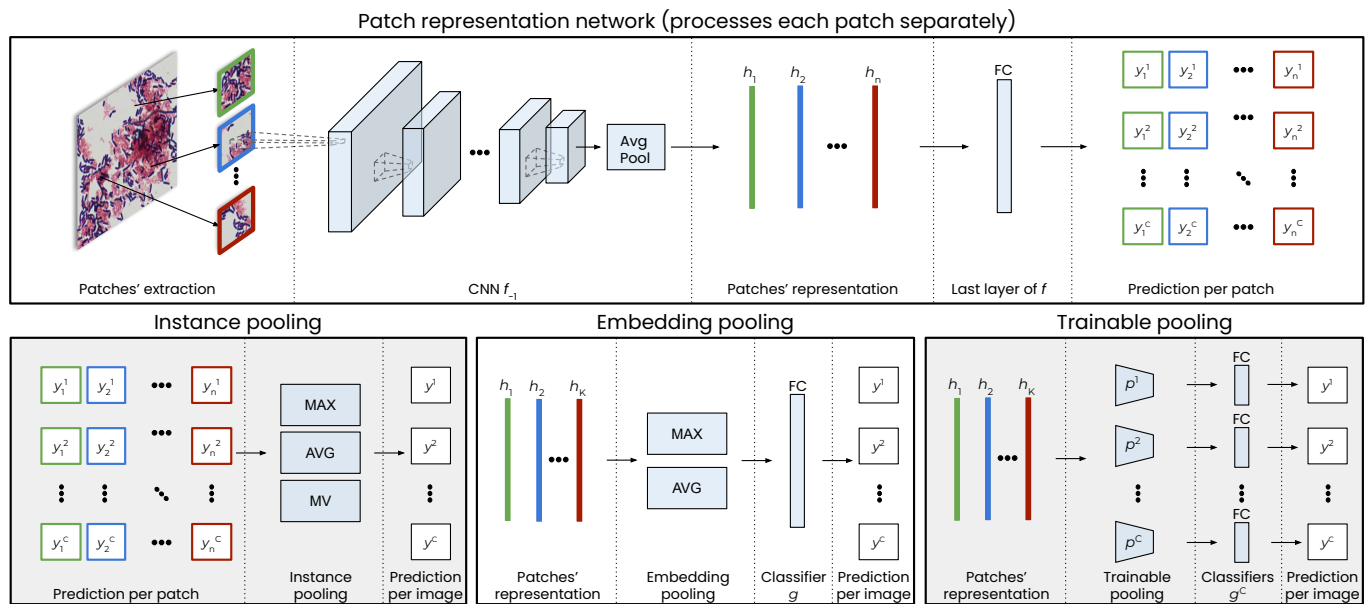 Patch representation network (processes each patch separately)
h₁ h₂ ••• hₙ
FC
Avg
Pool
y₁¹ y₂¹ ••• yₙ¹
y₁² y₂² ••• yₙ²
y₁ᶜ y₂ᶜ ••• yₙᶜ
Patches' extraction
CNN f₋₁
Patches' representation
Last layer of f
Prediction per patch
Instance pooling
y₁¹ y₂¹ ••• yₙ¹
y₁² y₂² ••• yₙ²
y₁ᶜ y₂ᶜ ••• yₙᶜ
MAX
AVG
MV
y¹
y²
yᶜ
Prediction per patch
Instance
pooling
Prediction
per image
Embedding pooling
h₁ h₂ ••• h_K
MAX
AVG
FC
y¹
y²
yᶜ
Patches'
representation
Embedding
pooling
Classifier
g
Prediction
per image
Trainable pooling
h₁ h₂ ••• h_K
p¹
p²
pᶜ
FC
FC
FC
y¹
y²
yᶜ
Patches'
representation
Trainable
pooling
Classifiers
gᶜ
Prediction
per image